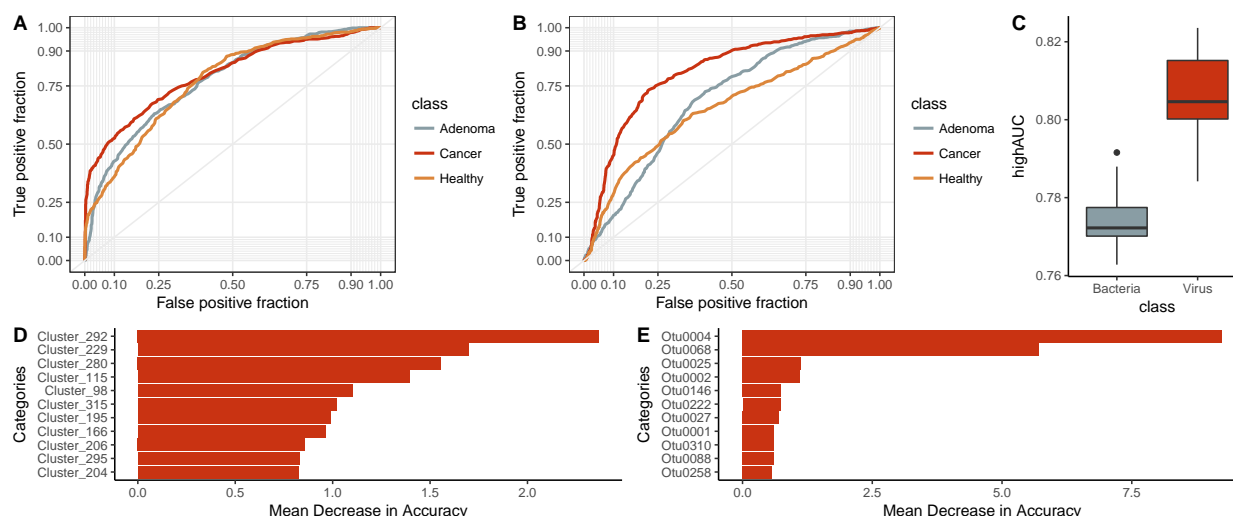 A
1.00
0.90
0.75
0.50
0.25
0.10
0.00
True positive fraction
0.00 0.10 0.25 0.50 0.75 0.90 1.00
False positive fraction
class
Adenoma
Cancer
Healthy
B
1.00
0.90
0.75
0.50
0.25
0.10
0.00
True positive fraction
0.00 0.10 0.25 0.50 0.75 0.90 1.00
False positive fraction
class
Adenoma
Cancer
Healthy
C
0.82
0.80
0.78
0.76
highAUC
Bacteria Virus
class
D
Cluster_292
Cluster_229
Cluster_280
Cluster_115
Cluster_98
Cluster_315
Cluster_195
Cluster_166
Cluster_206
Cluster_295
Cluster_204
Categories
0.0 0.5 1.0 1.5 2.0
Mean Decrease in Accuracy
E
Otu0004
Otu0068
Otu0025
Otu0002
Otu0146
Otu0222
Otu0027
Otu0001
Otu0310
Otu0088
Otu0258
Categories
0.0 2.5 5.0 7.5
Mean Decrease in Accuracy